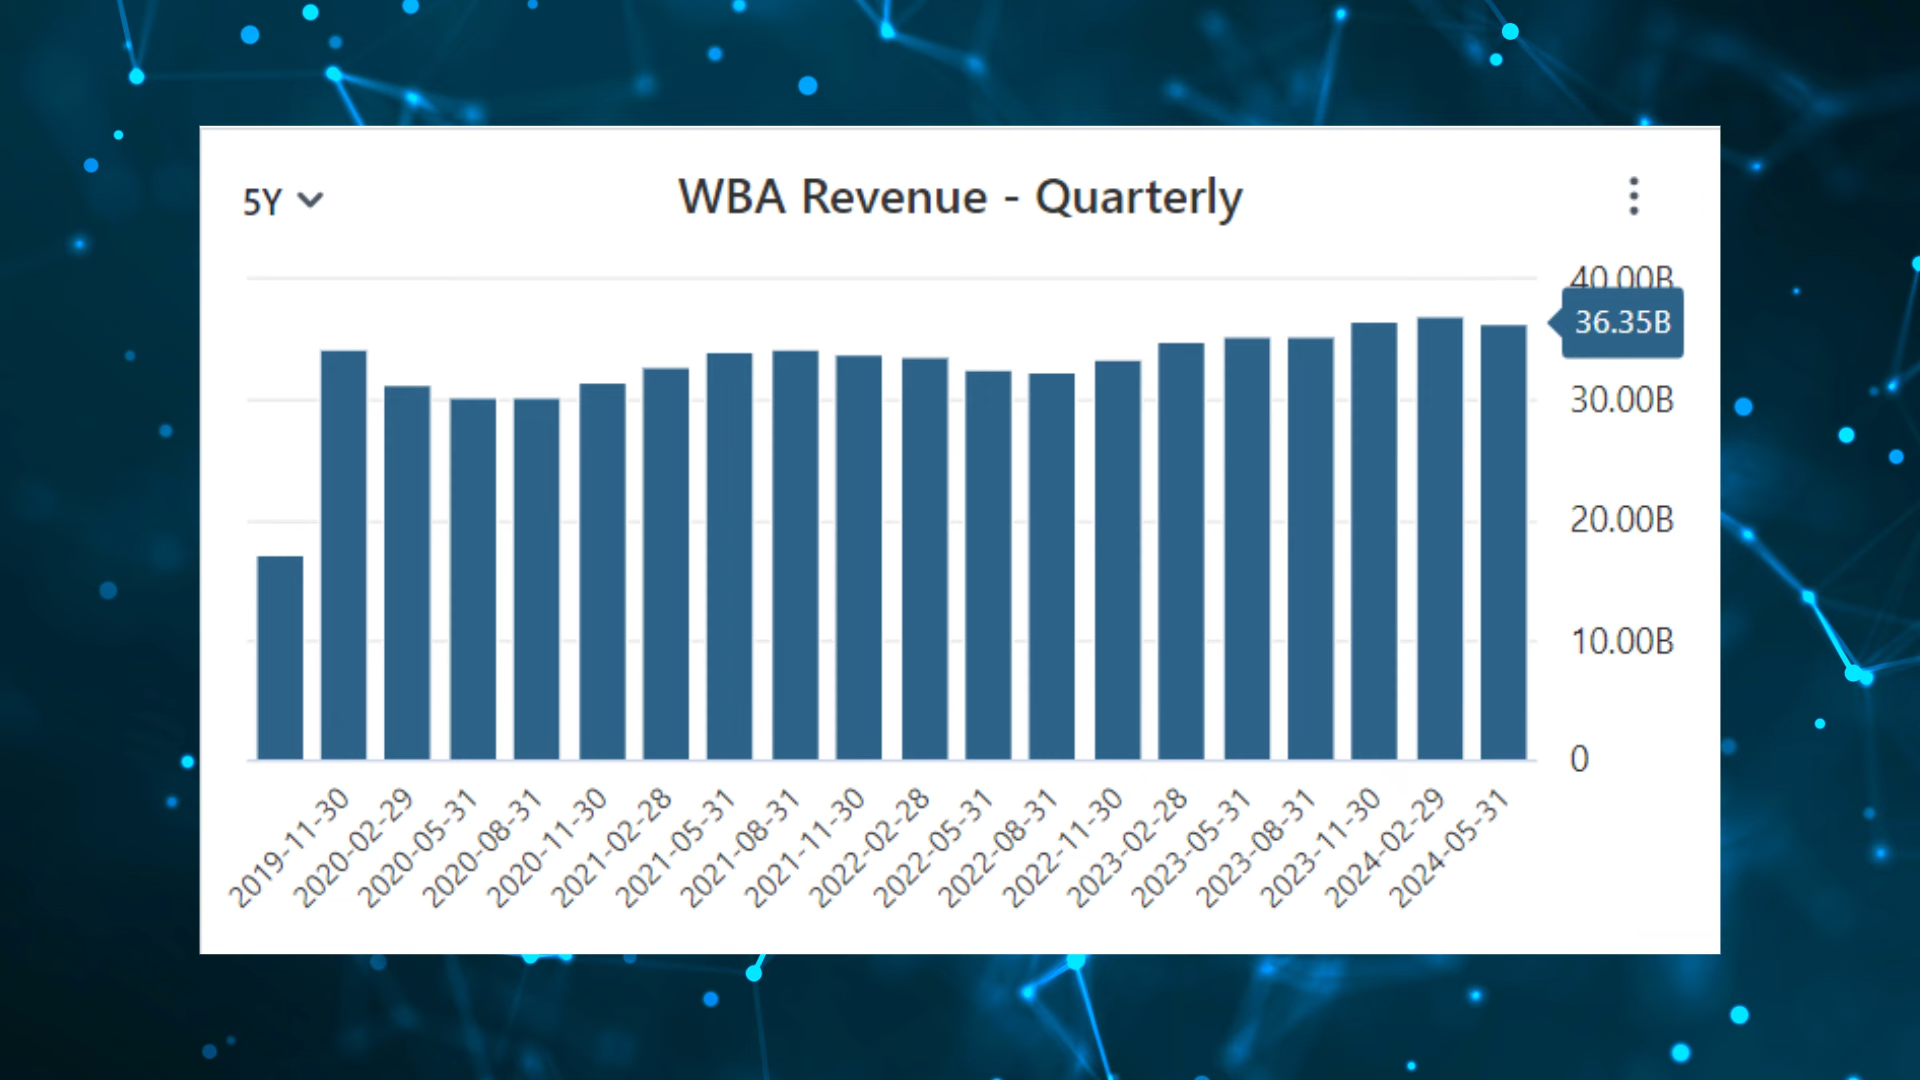 5Y
WBA Revenue - Quarterly
40.00B
36.35B
30.00B
20.00B
10.00B
0
2019-11-30
2020-02-29
2020-05-31
2020-08-31
2020-11-30
2021-02-28
2021-05-31
2021-08-31
2021-11-30
2022-02-28
2022-05-31
2022-08-31
2022-11-30
2023-02-28
2023-05-31
2023-08-31
2023-11-30
2024-02-29
2024-05-31